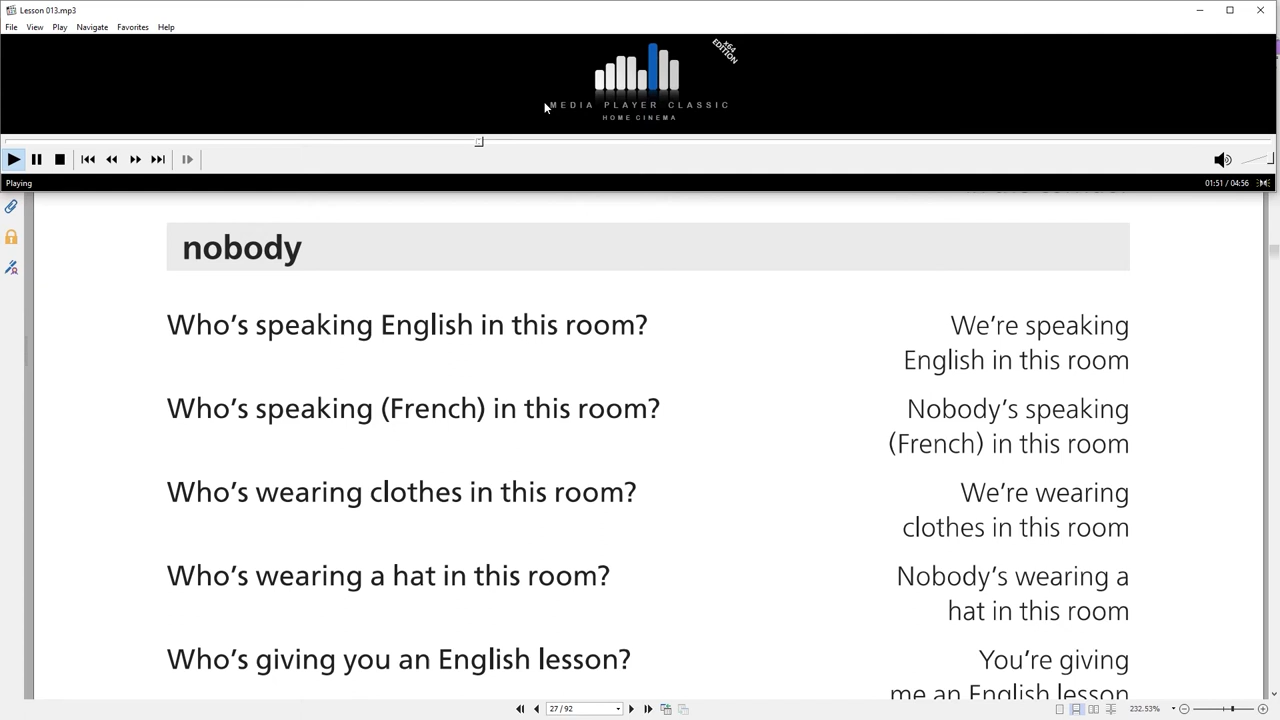 Lesson 013.mp3
File View Play Navigate Favorites Help
x64
EDITION
MEDIA PLAYER CLASSIC
HOME CINEMA
Playing
01:51 / 04:56
nobody
Who's speaking English in this room?
We're speaking
English in this room
Who's speaking (French) in this room?
Nobody's speaking
(French) in this room
Who's wearing clothes in this room?
We're wearing
clothes in this room
Who's wearing a hat in this room?
Nobody's wearing a
hat in this room
Who's giving you an English lesson?
You're giving
me an English lesson
27 / 92
232.53%